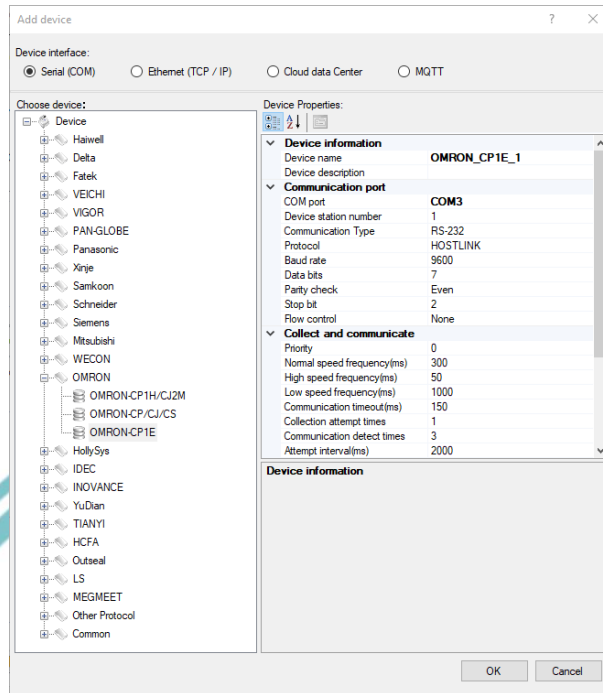 Add device
?
Device interface:
Serial (COM) Ethernet (TCP / IP) Cloud data Center MQTT
Choose device:
Device
Haiwell
Delta
Fatek
VEICHI
VIGOR
PAN-GLOBE
Panasonic
Xinje
Samkoon
Schneider
Siemens
Mitsubishi
WECON
OMRON
OMRON-CP1H/CJ2M
OMRON-CP/CJ/CS
OMRON-CP1E
HollySys
IDEC
INOVANCE
YuDian
TIANYI
HCFA
Outseal
LS
MEGMEET
Other Protocol
Common
Device Properties:
Device information
Device name OMRON_CP1E_1
Device description
Communication port
COM port COM3
Device station number 1
Communication Type RS-232
Protocol HOSTLINK
Baud rate 9600
Data bits 7
Parity check Even
Stop bit 2
Flow control None
Collect and communicate
Priority 0
Normal speed frequency(ms) 300
High speed frequency(ms) 50
Low speed frequency(ms) 1000
Communication timeout(ms) 150
Collection attempt times 1
Communication detect times 3
Attempt interval(ms) 2000
Device information
OK Cancel